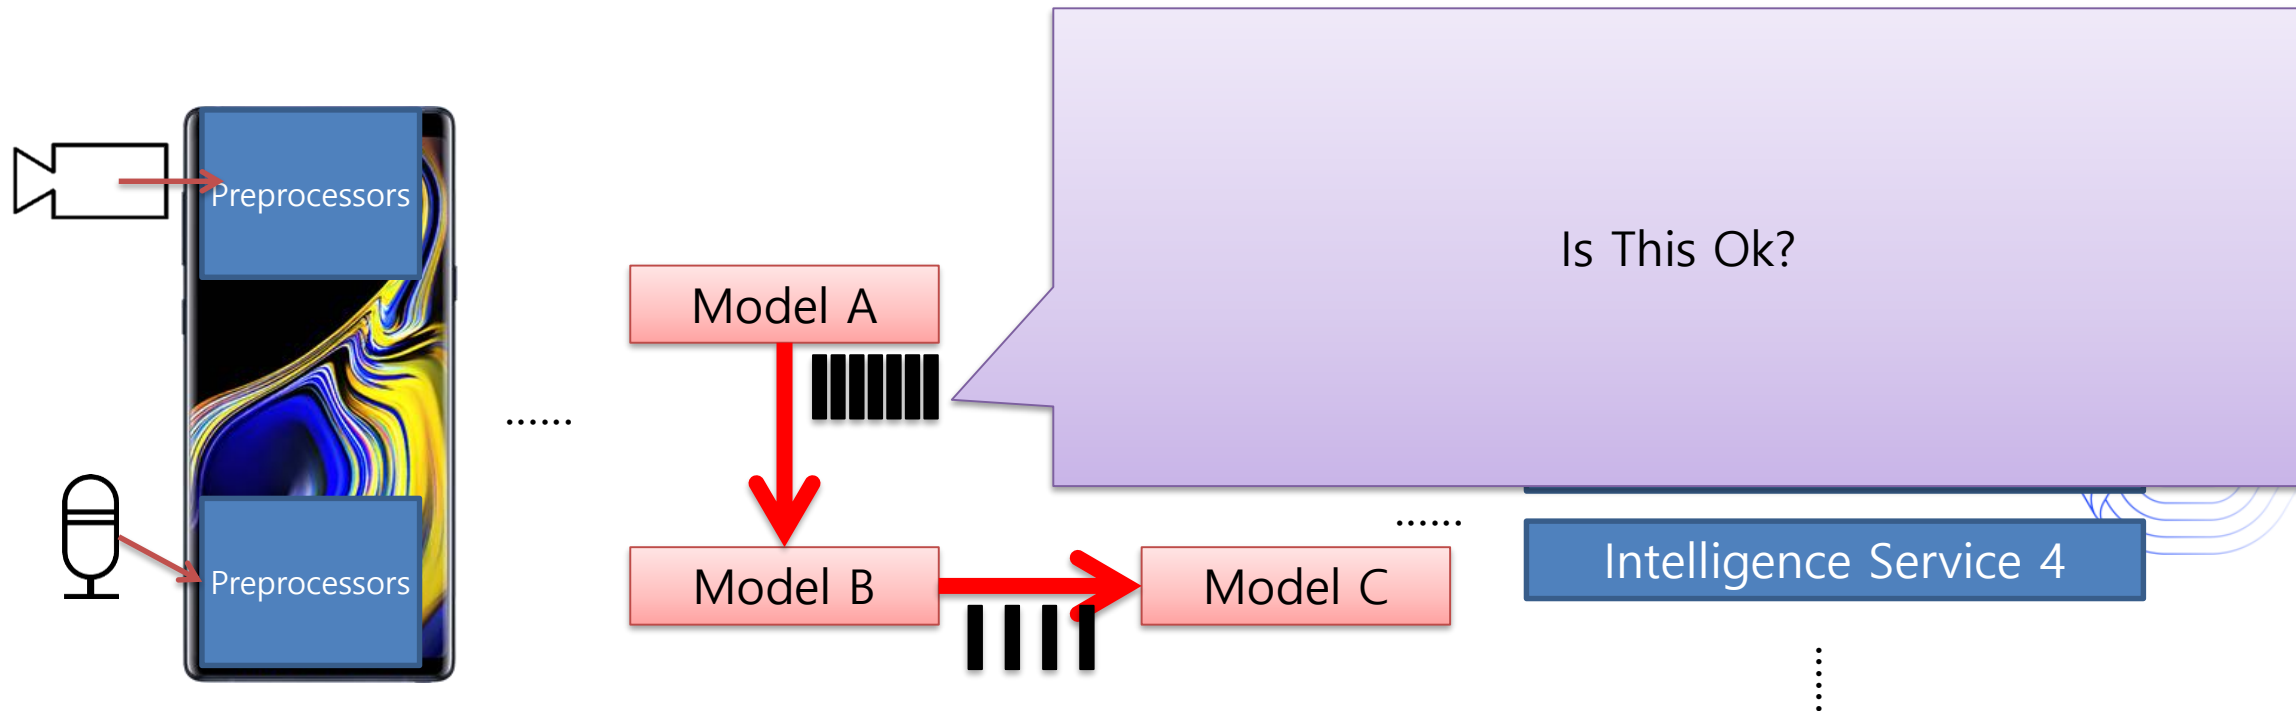 Preprocessors
Is This Ok?
Model A
......
......
Model B
Model C
Intelligence Service 4
Preprocessors
......